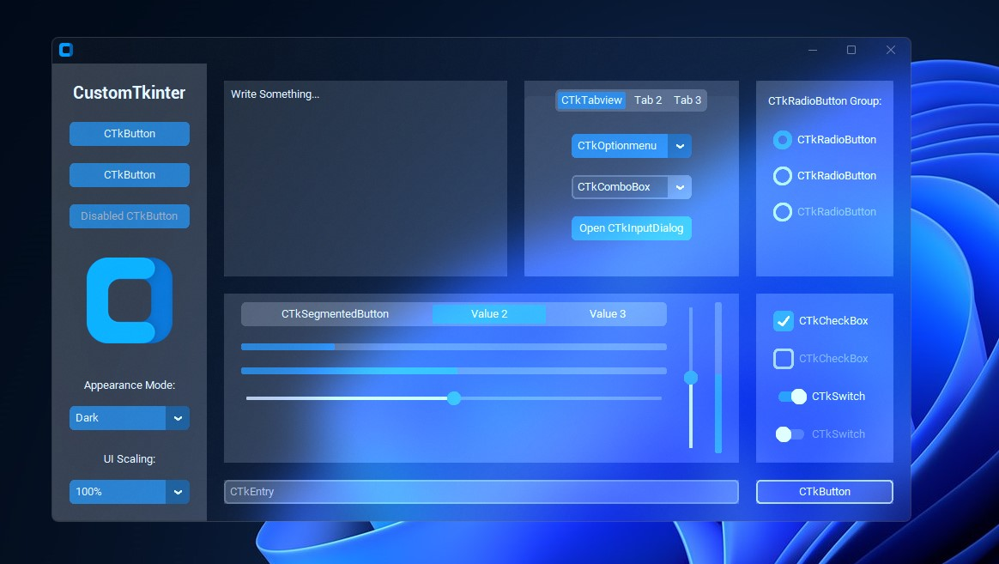 CustomTkinter
CTkButton
CTkButton
Disabled CTkButton
Appearance Mode:
Dark
UI Scaling:
100%
Write Something...
CTkTabview Tab 2 Tab 3
CTkOptionmenu
CTkComboBox
Open CTkInputDialog
CTkRadioButton Group:
CTkRadioButton
CTkRadioButton
CTkRadioButton
CTkSegmentedButton Value 2 Value 3
CTkCheckBox
CTkCheckBox
CTkSwitch
CTkSwitch
CTkEntry
CTkButton